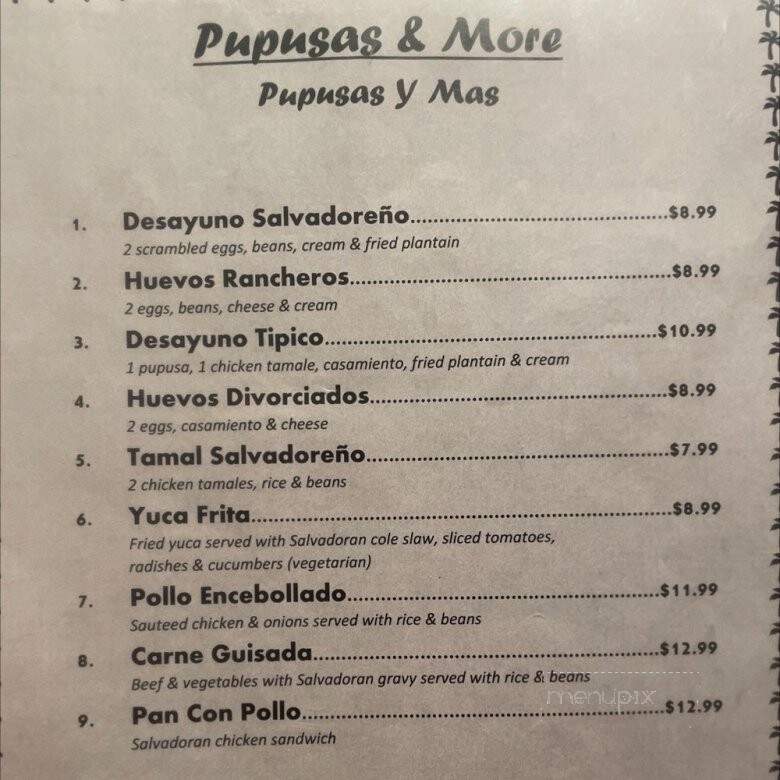 Pupusas & More
Pupusas Y Mas
1. Desayuno Salvadoreño..........................................$8.99
2 scrambled eggs, beans, cream & fried plantain
2. Huevos Rancheros....................................................$8.99
2 eggs, beans, cheese & cream
3. Desayuno Tipico......................................................$10.99
1 pupusa, 1 chicken tamale, casamiento, fried plantain & cream
4. Huevos Divorciados................................................$8.99
2 eggs, casamiento & cheese
5. Tamal Salvadoreño.................................................$7.99
2 chicken tamales, rice & beans
6. Yuca Frita....................................................................$8.99
Fried yuca served with Salvadoran cole slaw, sliced tomatoes,
radishes & cucumbers (vegetarian)
7. Pollo Encebollado...................................................$11.99
Sauteed chicken & onions served with rice & beans
8. Carne Guisada.........................................................$12.99
Beef & vegetables with Salvadoran gravy served with rice & beans
menupix
9. Pan Con Pollo...........................................................$12.99
Salvadoran chicken sandwich